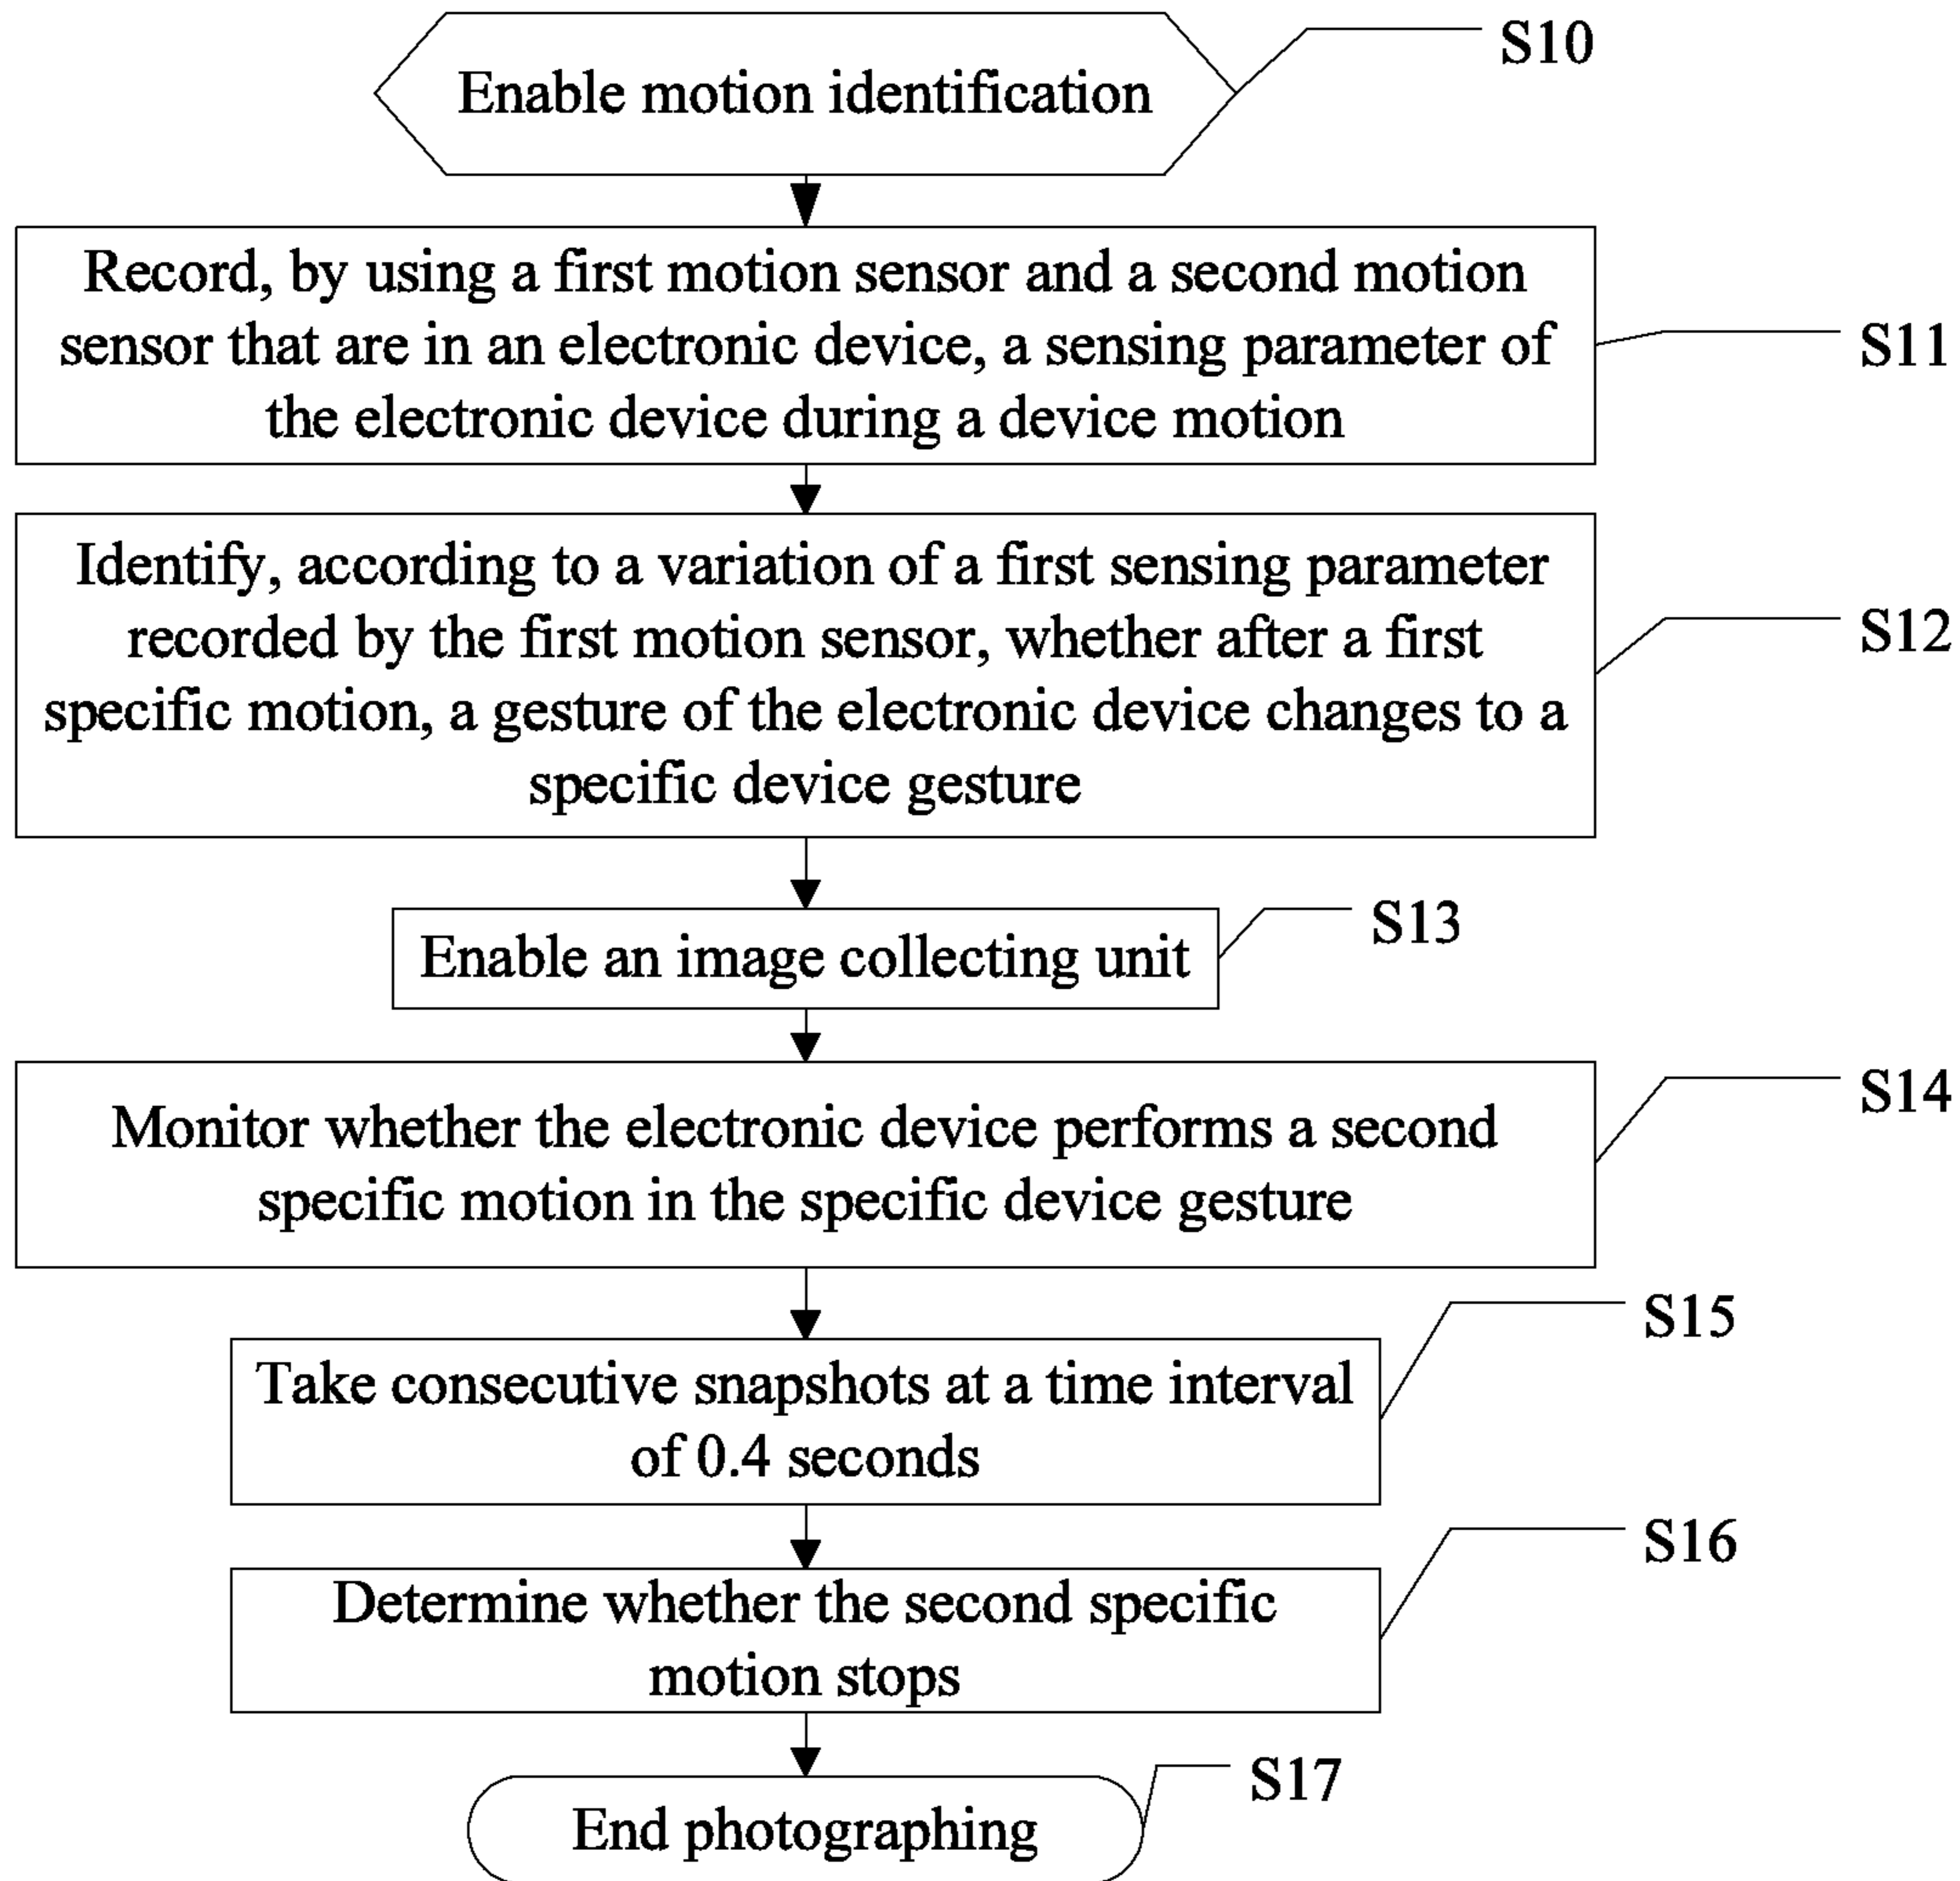 Enable motion identification
S10
Record, by using a first motion sensor and a second motion
sensor that are in an electronic device, a sensing parameter of
the electronic device during a device motion
S11
Identify, according to a variation of a first sensing parameter
recorded by the first motion sensor, whether after a first
specific motion, a gesture of the electronic device changes to a
specific device gesture
S12
Enable an image collecting unit
S13
Monitor whether the electronic device performs a second
specific motion in the specific device gesture
S14
Take consecutive snapshots at a time interval
of 0.4 seconds
S15
Determine whether the second specific
motion stops
S16
End photographing
S17